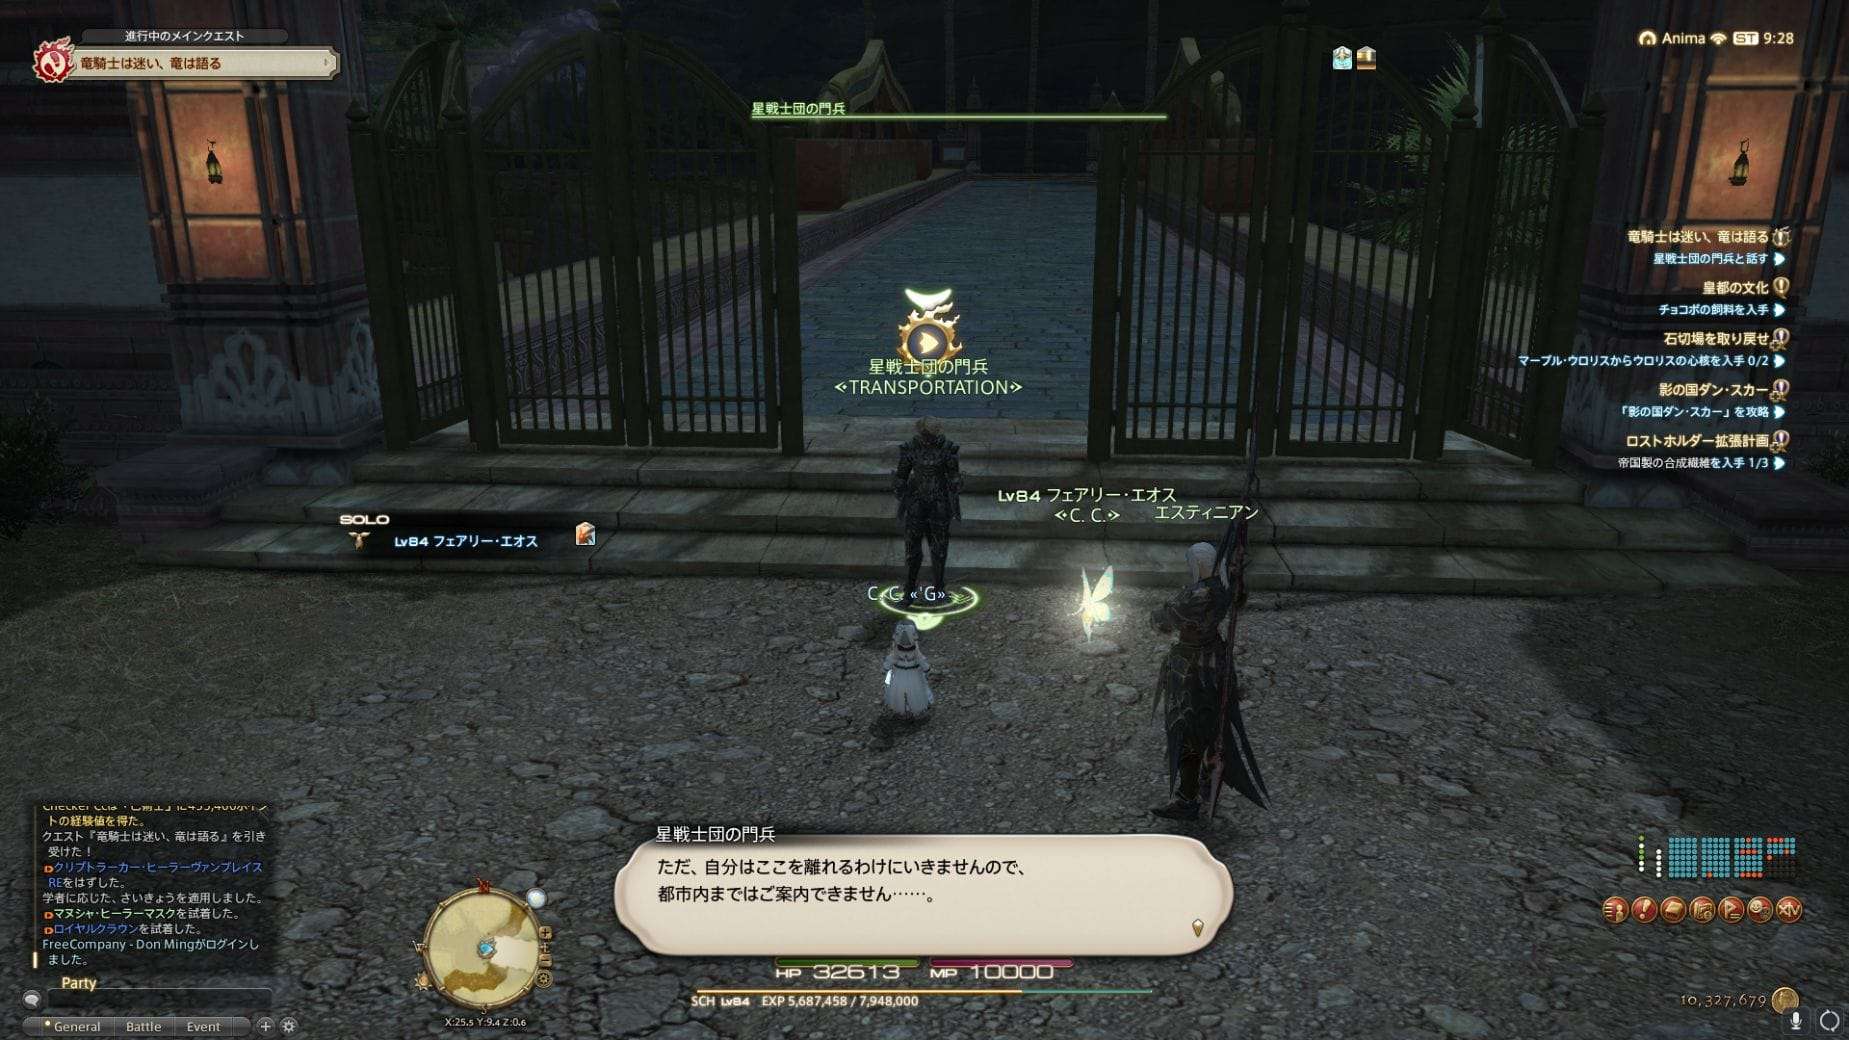 進行中のメインクエスト
竜騎士は迷い、竜は語る
Anima ST 9:28
星戦士団の門兵
竜騎士は迷い、竜は語る
星戦士団の門兵と話す
皇都の文化
チョコボの飼料を入手
石切場を取り戻せ
マーブル・ウロリスからウロリスの心核を入手 0/2
影の国ダン・スカー
「影の国ダン・スカー」を攻略
ロストホルダー拡張計画
帝国製の合成繊維を入手 1/3
星戦士団の門兵
TRANSPORTATION
Lv84 フェアリー・エオス
«C. C.»
エスティニアン
SOLO
Lv84 フェアリー・エオス
C. C. «'G»
トの経験値を得た。
クエスト『竜騎士は迷い、竜は語る』を引き
受けた！
クリプトラーカー・ヒーラーヴァンブレイス
REをはずした。
学者に応じた、さいきょうを適用しました。
マヌシャ・ヒーラーマスクを試着した。
ロイヤルクラウンを試着した。
FreeCompany - Don Mingがログインし
ました。
Party
General Battle Event
星戦士団の門兵
ただ、自分はここを離れるわけにいきませんので、
都市内まではご案内できません……。
HP 32613 MP 10000
SCH Lv84 EXP 5,687,458 / 7,948,000
X:25.5 Y:9.4 Z:0.6
10,327,679